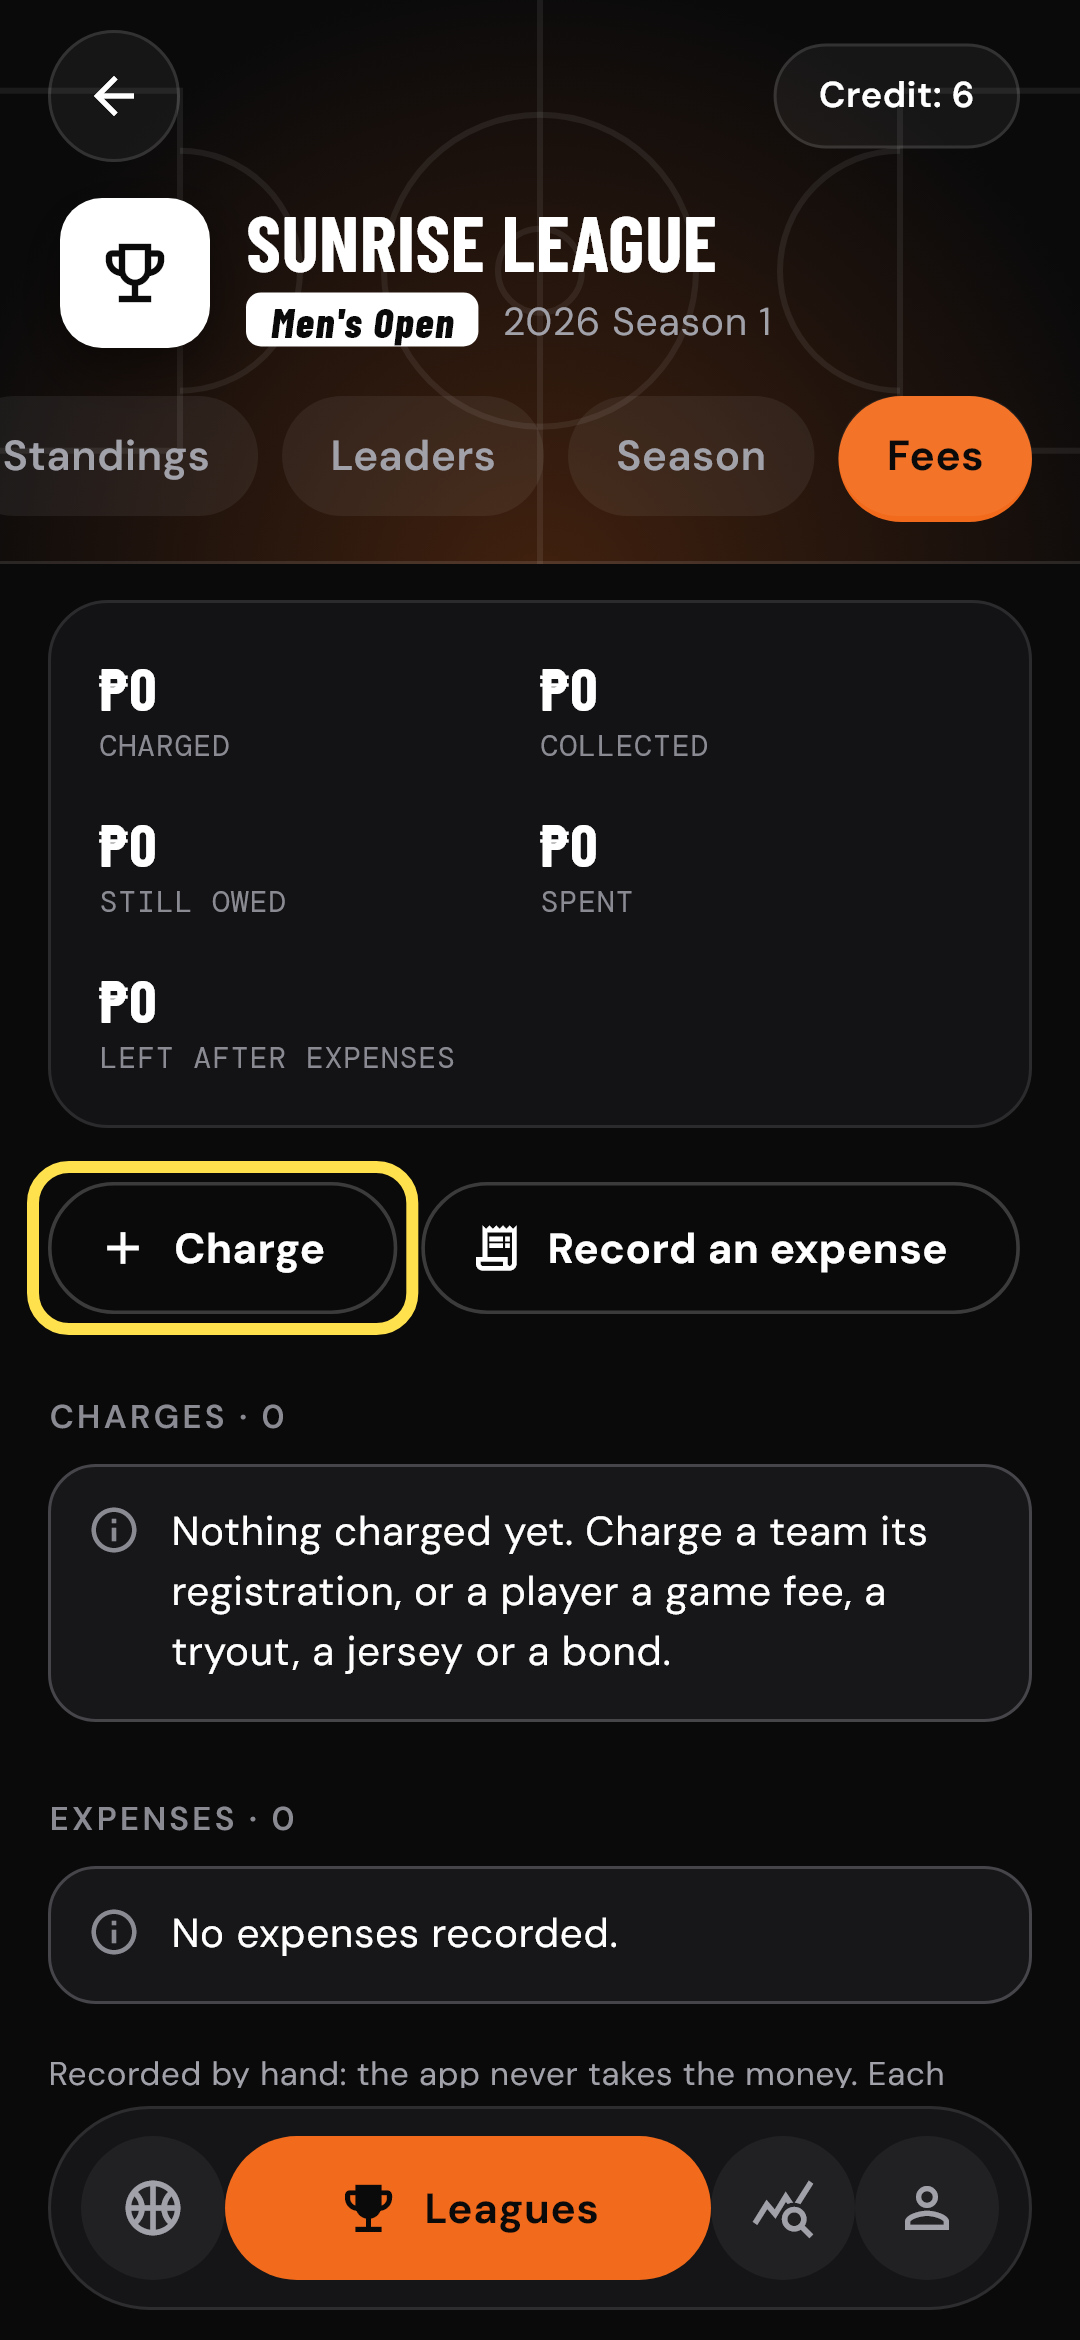 Credit: 6
SUNRISE LEAGUE
Men's Open 2026 Season 1
Standings Leaders Season Fees
₱0 ₱0
CHARGED COLLECTED
₱0 ₱0
STILL OWED SPENT
₱0
LEFT AFTER EXPENSES
+ Charge Record an expense
CHARGES · 0
Nothing charged yet. Charge a team its
registration, or a player a game fee, a
tryout, a jersey or a bond.
EXPENSES · 0
No expenses recorded.
Recorded by hand: the app never takes the money. Each
Leagues